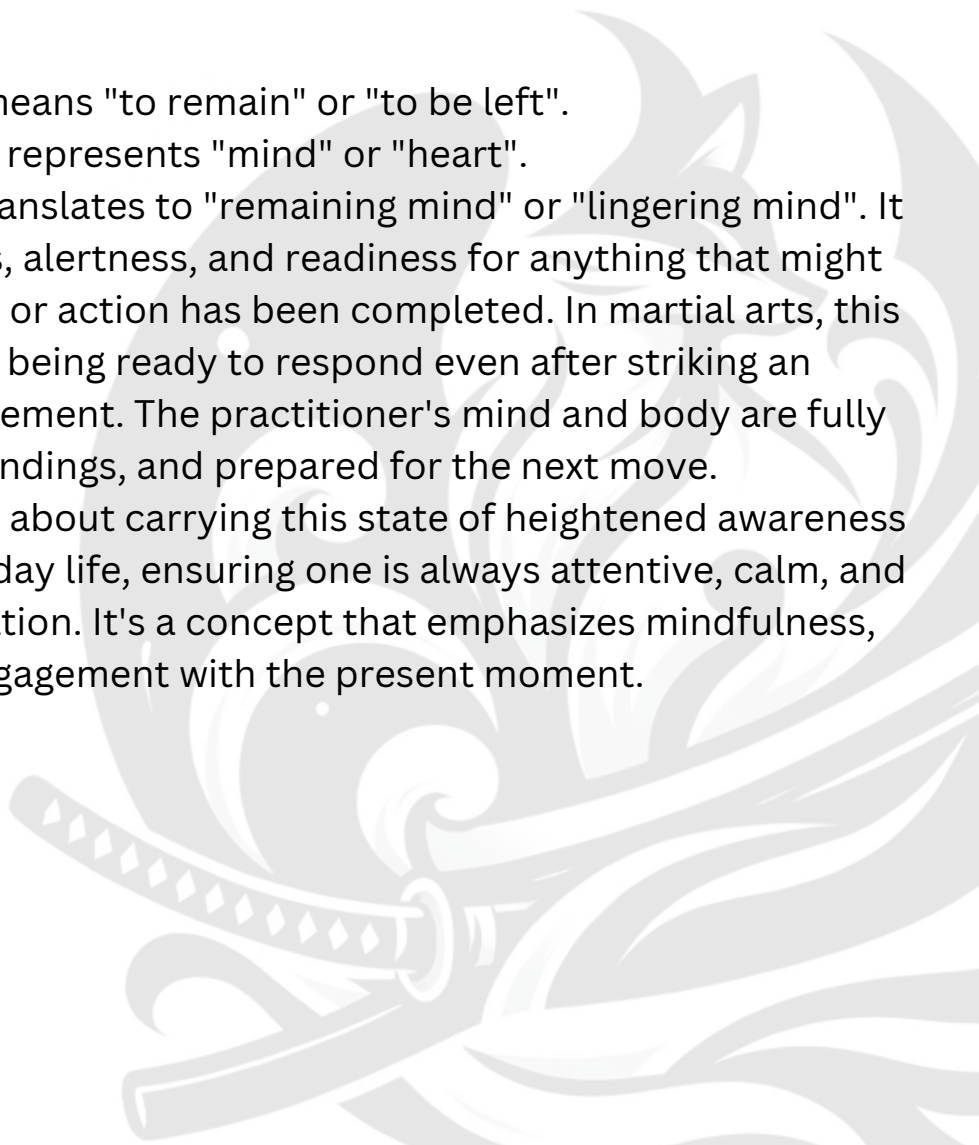 means "to remain" or "to be left".
represents "mind" or "heart".
anslates to "remaining mind" or "lingering mind". It
s, alertness, and readiness for anything that might
or action has been completed. In martial arts, this
being ready to respond even after striking an
ement. The practitioner's mind and body are fully
ndings, and prepared for the next move.
about carrying this state of heightened awareness
day life, ensuring one is always attentive, calm, and
tion. It's a concept that emphasizes mindfulness,
gagement with the present moment.